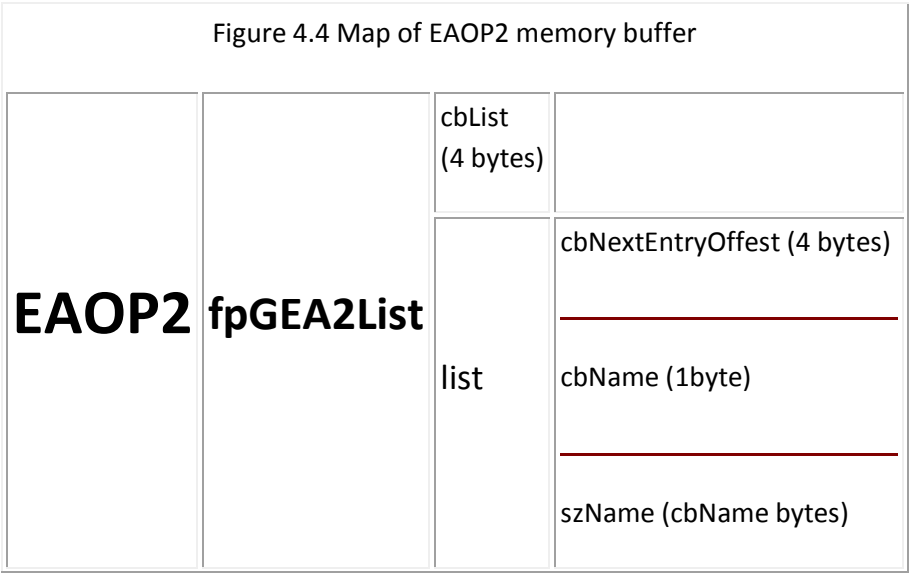 Figure 4.4 Map of EAOP2 memory buffer
EAOP2
fpGEA2List
cbList
(4 bytes)
list
cbNextEntryOffest (4 bytes)
cbName (1byte)
szName (cbName bytes)